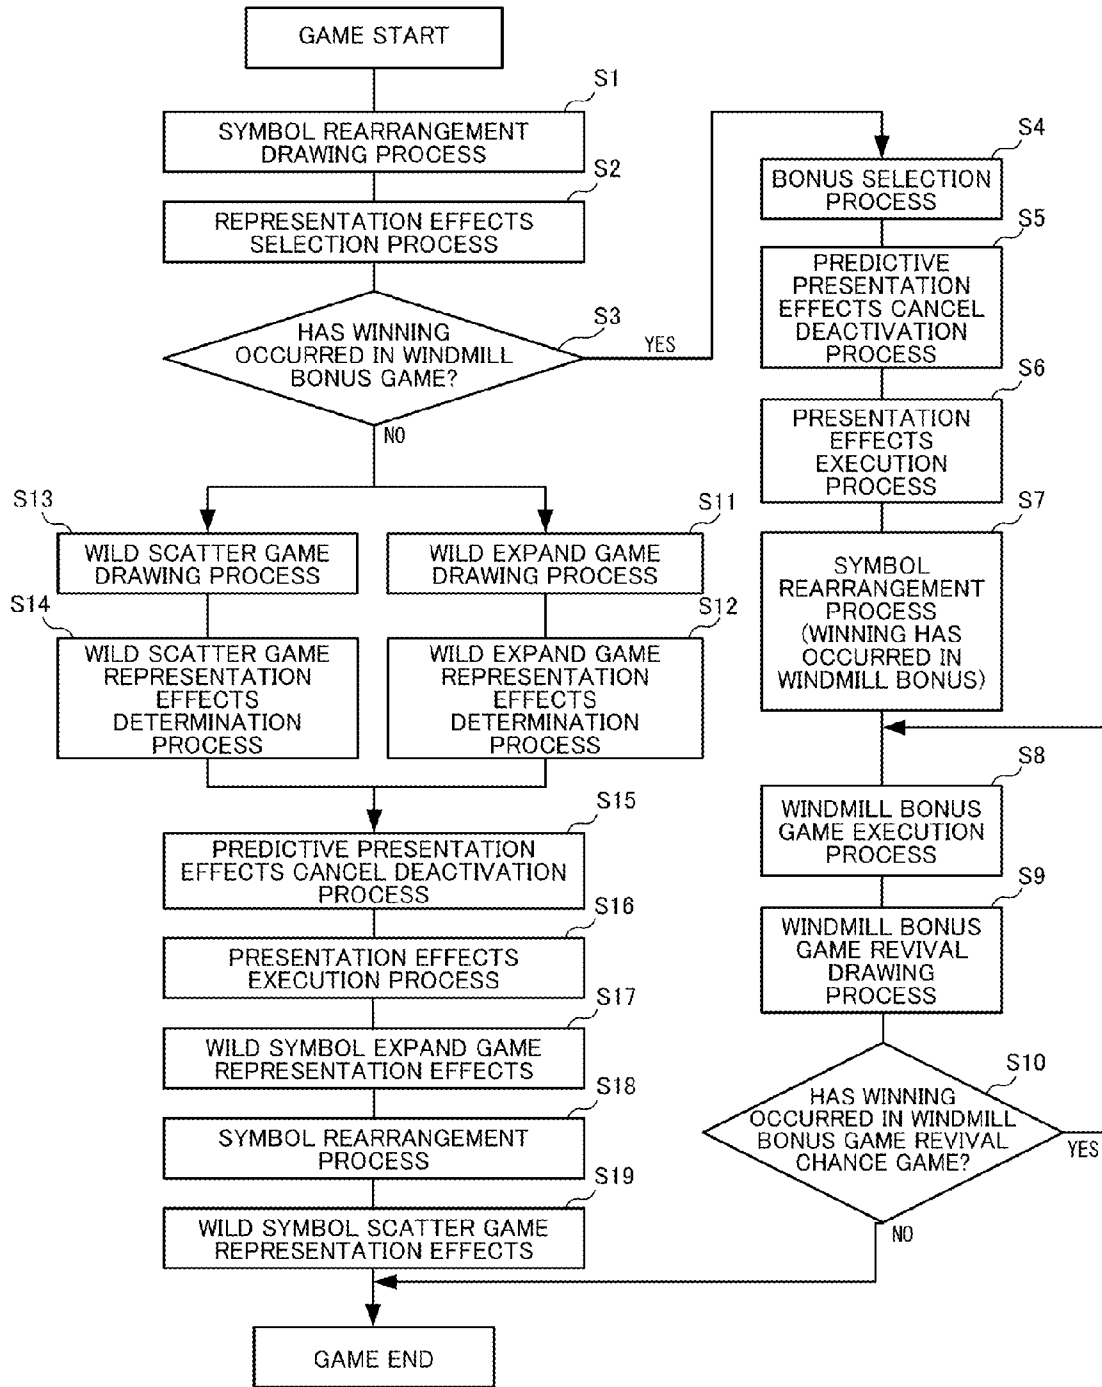 GAME START
S1
SYMBOL REARRANGEMENT
DRAWING PROCESS
S2
REPRESENTATION EFFECTS
SELECTION PROCESS
S3
HAS WINNING
OCCURRED IN WINDMILL
BONUS GAME?
YES
NO
S4
BONUS SELECTION
PROCESS
S5
PREDICTIVE
PRESENTATION
EFFECTS CANCEL
DEACTIVATION
PROCESS
S6
PRESENTATION
EFFECTS
EXECUTION
PROCESS
S7
SYMBOL
REARRANGEMENT
PROCESS
(WINNING HAS
OCCURRED IN
WINDMILL BONUS)
S8
WINDMILL BONUS
GAME EXECUTION
PROCESS
S9
WINDMILL BONUS
GAME REVIVAL
DRAWING
PROCESS
S10
HAS WINNING
OCCURRED IN WINDMILL
BONUS GAME REVIVAL
CHANCE GAME?
YES
NO
S13
WILD SCATTER GAME
DRAWING PROCESS
S11
WILD EXPAND GAME
DRAWING PROCESS
S14
WILD SCATTER GAME
REPRESENTATION
EFFECTS
DETERMINATION
PROCESS
S12
WILD EXPAND GAME
REPRESENTATION
EFFECTS
DETERMINATION
PROCESS
S15
PREDICTIVE PRESENTATION
EFFECTS CANCEL DEACTIVATION
PROCESS
S16
PRESENTATION EFFECTS
EXECUTION PROCESS
S17
WILD SYMBOL EXPAND GAME
REPRESENTATION EFFECTS
S18
SYMBOL REARRANGEMENT
PROCESS
S19
WILD SYMBOL SCATTER GAME
REPRESENTATION EFFECTS
GAME END